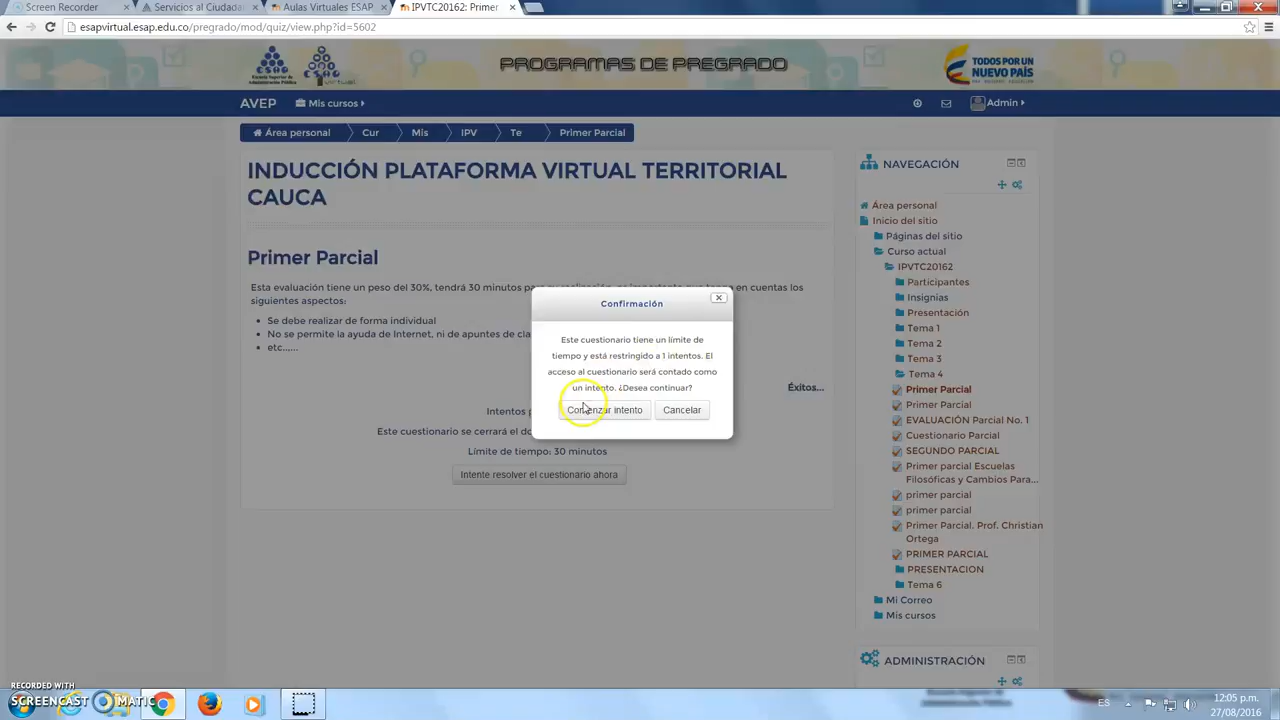 Screen Recorder
Servicios al Ciudada
Aulas Virtuales ESAP
IPVTC20162: Primer
esapvirtual.esap.edu.co/pregrado/mod/quiz/view.php?id=5602
PROGRAMAS DE PREGRADO
TODOS POR UN
NUEVO PAÍS
AVEP
Mis cursos
Admin
Área personal
Cur
Mis
IPV
Te
Primer Parcial
INDUCCIÓN PLATAFORMA VIRTUAL TERRITORIAL
CAUCA
Primer Parcial
Esta evaluación tiene un peso del 30%, tendrá 30 minutos
en cuentas los
siguientes aspectos:
Se debe realizar de forma individual
No se permite la ayuda de Internet, ni de apuntes de
etc......
Éxitos...
Intentos
Este cuestionario se cerrará el
Límite de tiempo: 30 minutos
Intente resolver el cuestionario ahora
Confirmación
Este cuestionario tiene un límite de
tiempo y está restringido a 1 intentos. El
acceso al cuestionario será contado como
un intento. ¿Desea continuar?
Comenzar intento
Cancelar
NAVEGACIÓN
Área personal
Inicio del sitio
Páginas del sitio
Curso actual
IPVTC20162
Participantes
Insignias
Presentación
Tema 1
Tema 2
Tema 3
Tema 4
Primer Parcial
Primer Parcial
EVALUACIÓN Parcial No. 1
Cuestionario Parcial
SEGUNDO PARCIAL
Primer parcial Escuelas
Filosóficas y Cambios Para...
primer parcial
primer parcial
Primer Parcial. Prof. Christian
Ortega
PRIMER PARCIAL
PRESENTACION
Tema 6
Mi Correo
Mis cursos
ADMINISTRACIÓN
RECORDED WITH
SCREENCAST MATIC
ES
12:05 p.m.
27/08/2016